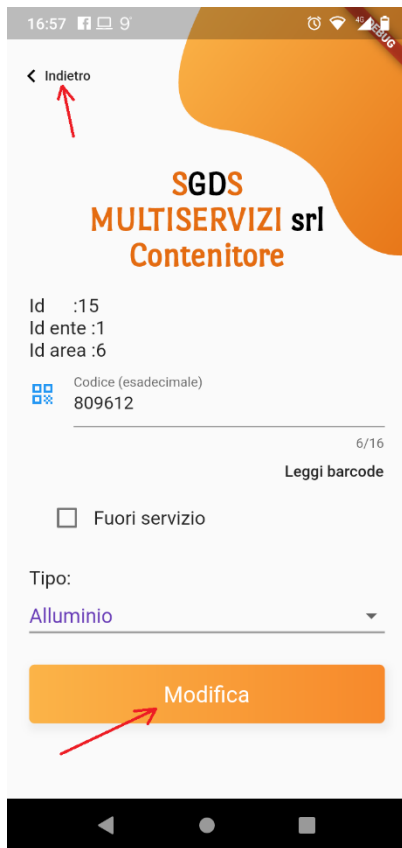 16:57
4G
DEBUG
Indietro
SGDS
MULTISERVIZI srl
Contenitore
Id :15
Id ente :1
Id area :6
Codice (esadecimale)
809612
6/16
Leggi barcode
Fuori servizio
Tipo:
Alluminio
Modifica